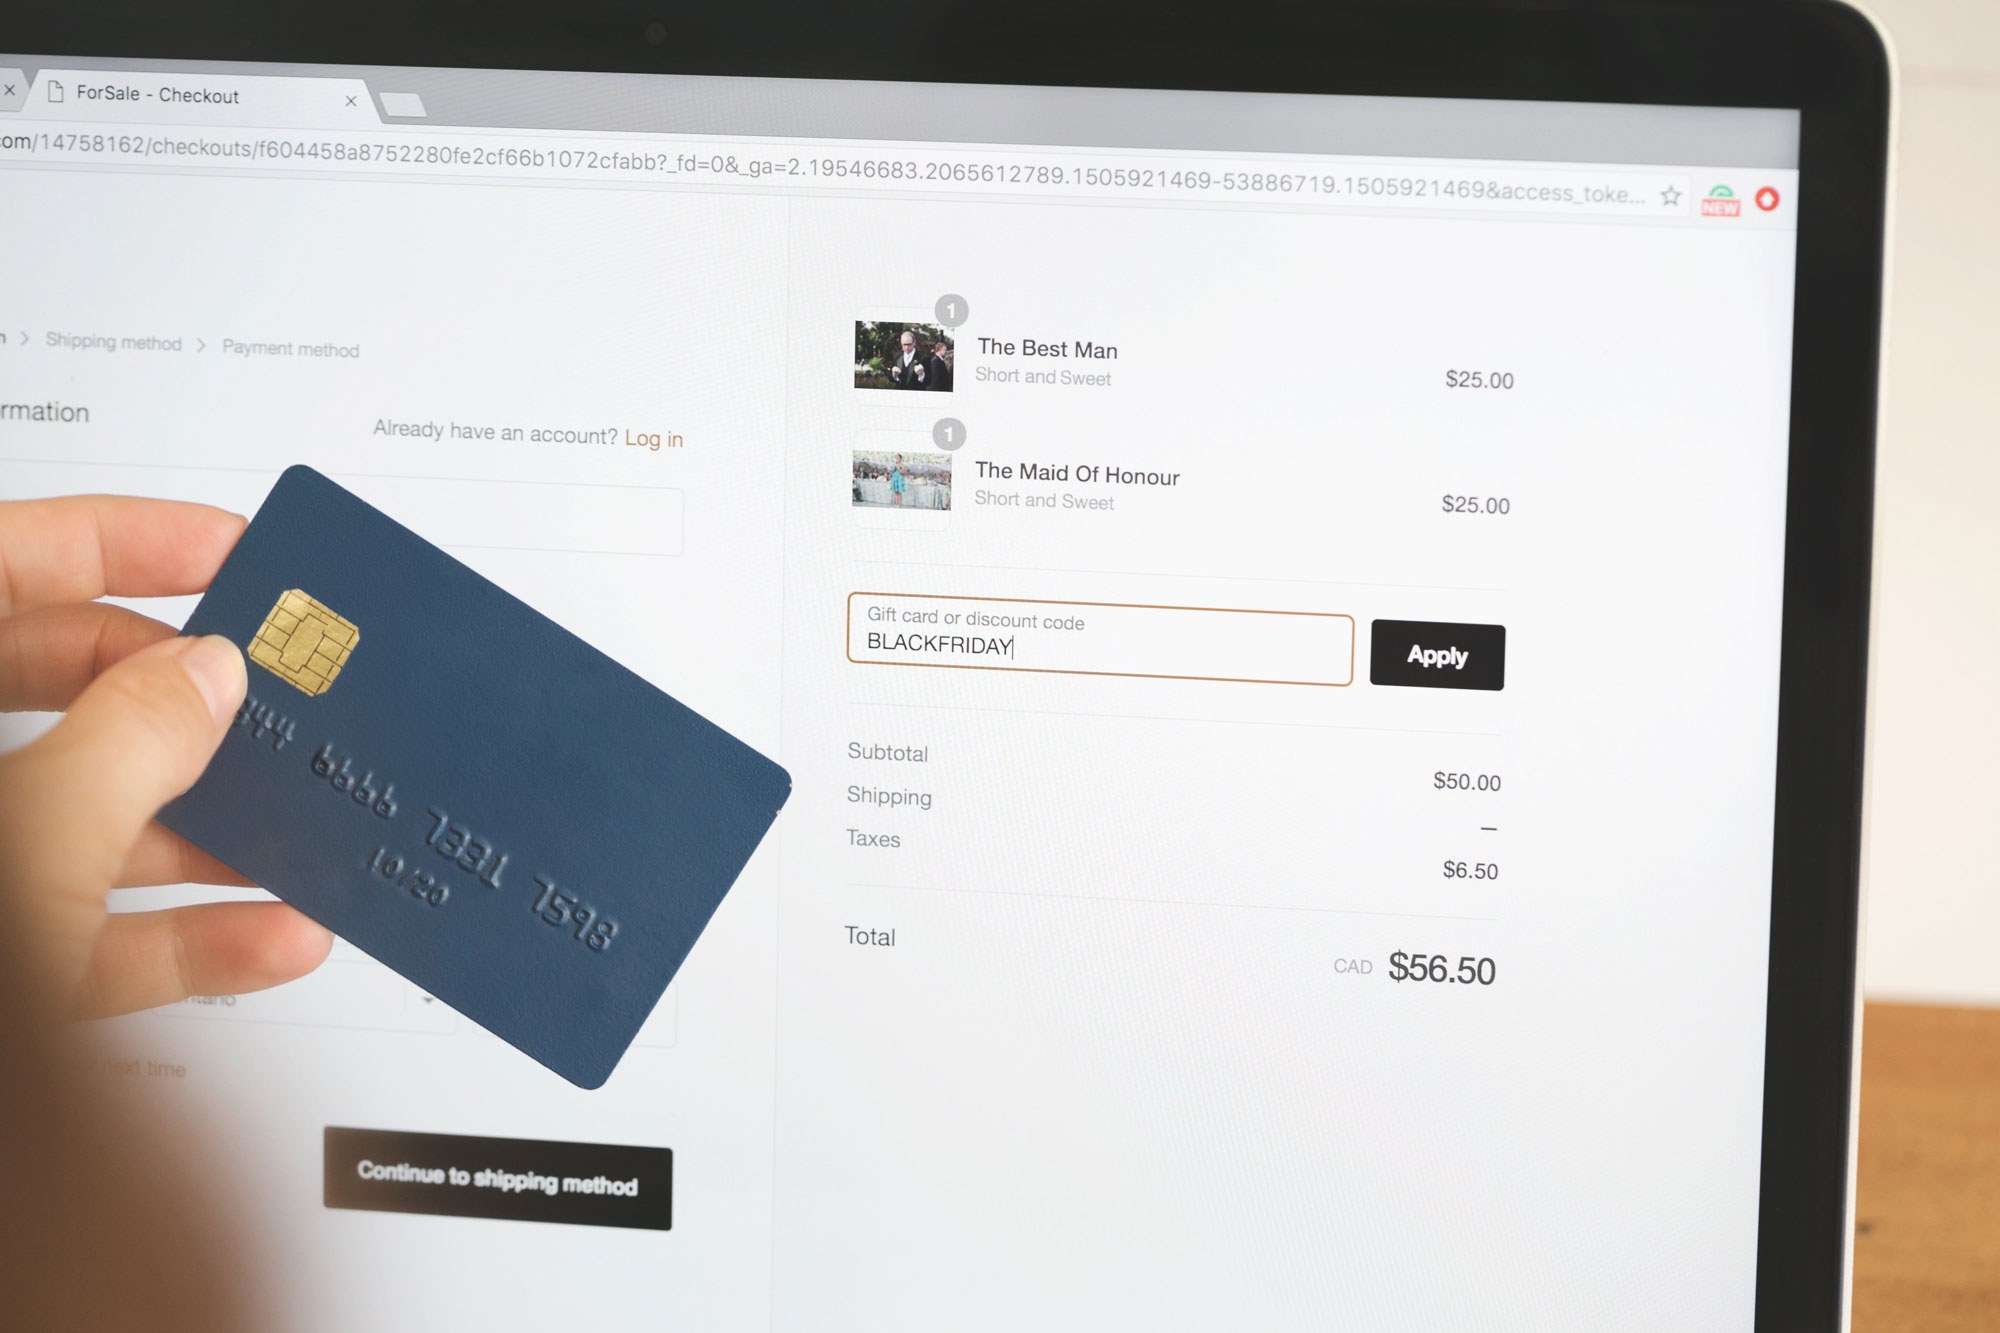 ForSale - Checkout
om/14758162/checkouts/f604458a8752280fe2cf66b1072cfabb?_fd=0&_ga=2.19546683.2065612789.1505921469-53886719.1505921469&access_toke...
NEW
Shipping method > Payment method
rmation
Already have an account? Log in
6666 7331 7598
10/20
ntario
next time
Continue to shipping method
1
The Best Man
Short and Sweet
$25.00
1
The Maid Of Honour
Short and Sweet
$25.00
Gift card or discount code
BLACKFRIDAY
Apply
Subtotal $50.00
Shipping —
Taxes $6.50
Total CAD $56.50